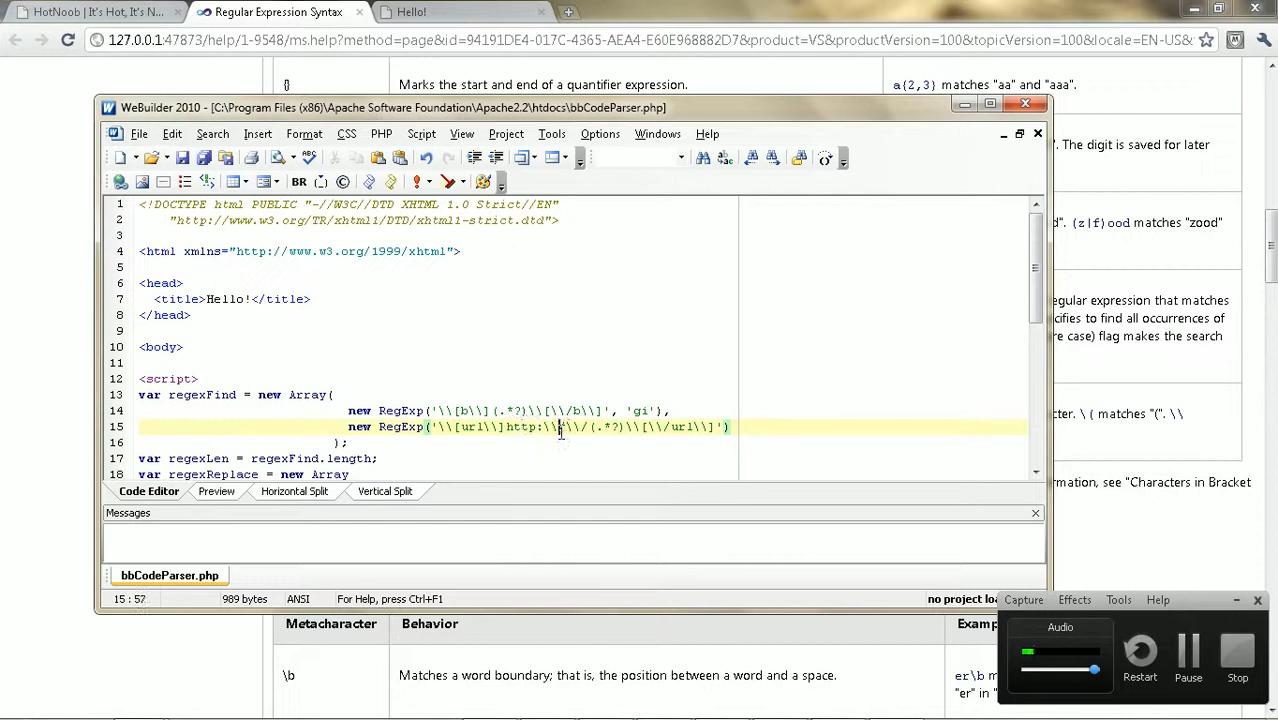 HotNoob | It's Hot, It's N...
Regular Expression Syntax
Hello!
127.0.0.1:47873/help/1-9548/ms.help?method=page&id=94191DE4-017C-4365-AEA4-E60E968882D7&product=VS&productVersion=100&topicVersion=100&locale=EN-US&
{}
Marks the start and end of a quantifier expression.
a{2,3} matches "aa" and "aaa".
WeBuilder 2010 - [C:\Program Files (x86)\Apache Software Foundation\Apache2.2\htdocs\bbCodeParser.php]
File Edit Search Insert Format CSS PHP Script View Project Tools Options Windows Help
". The digit is saved for later
BR
1 <!DOCTYPE html PUBLIC "-//W3C//DTD XHTML 1.0 Strict//EN"
2 "http://www.w3.org/TR/xhtml1/DTD/xhtml1-strict.dtd">
3
d". (z|f)ood matches "zood"
4 <html xmlns="http://www.w3.org/1999/xhtml">
5
6 <head>
7 <title>Hello!</title>
8 </head>
9
10 <body>
11
12 <script>
13 var regexFind = new Array(
14 new RegExp('\\[b\\](.*?)\\[\\/b\\]', 'gi'),
15 new RegExp('\\[url\\]http:\\/\\/(.*?)\\[\\/url\\]')
16 );
17 var regexLen = regexFind.length;
18 var regexReplace = new Array
egular expression that matches
cifies to find all occurrences of
re case) flag makes the search
cter. \( matches "(". \\
rmation, see "Characters in Bracket
Code Editor Preview Horizontal Split Vertical Split
Messages
bbCodeParser.php
15 : 57 989 bytes ANSI For Help, press Ctrl+F1 no project loa
Capture Effects Tools Help
Audio
Restart Pause Stop
Metacharacter Behavior Exam
\b
Matches a word boundary; that is, the position between a word and a space.
er\b m
"er" in "